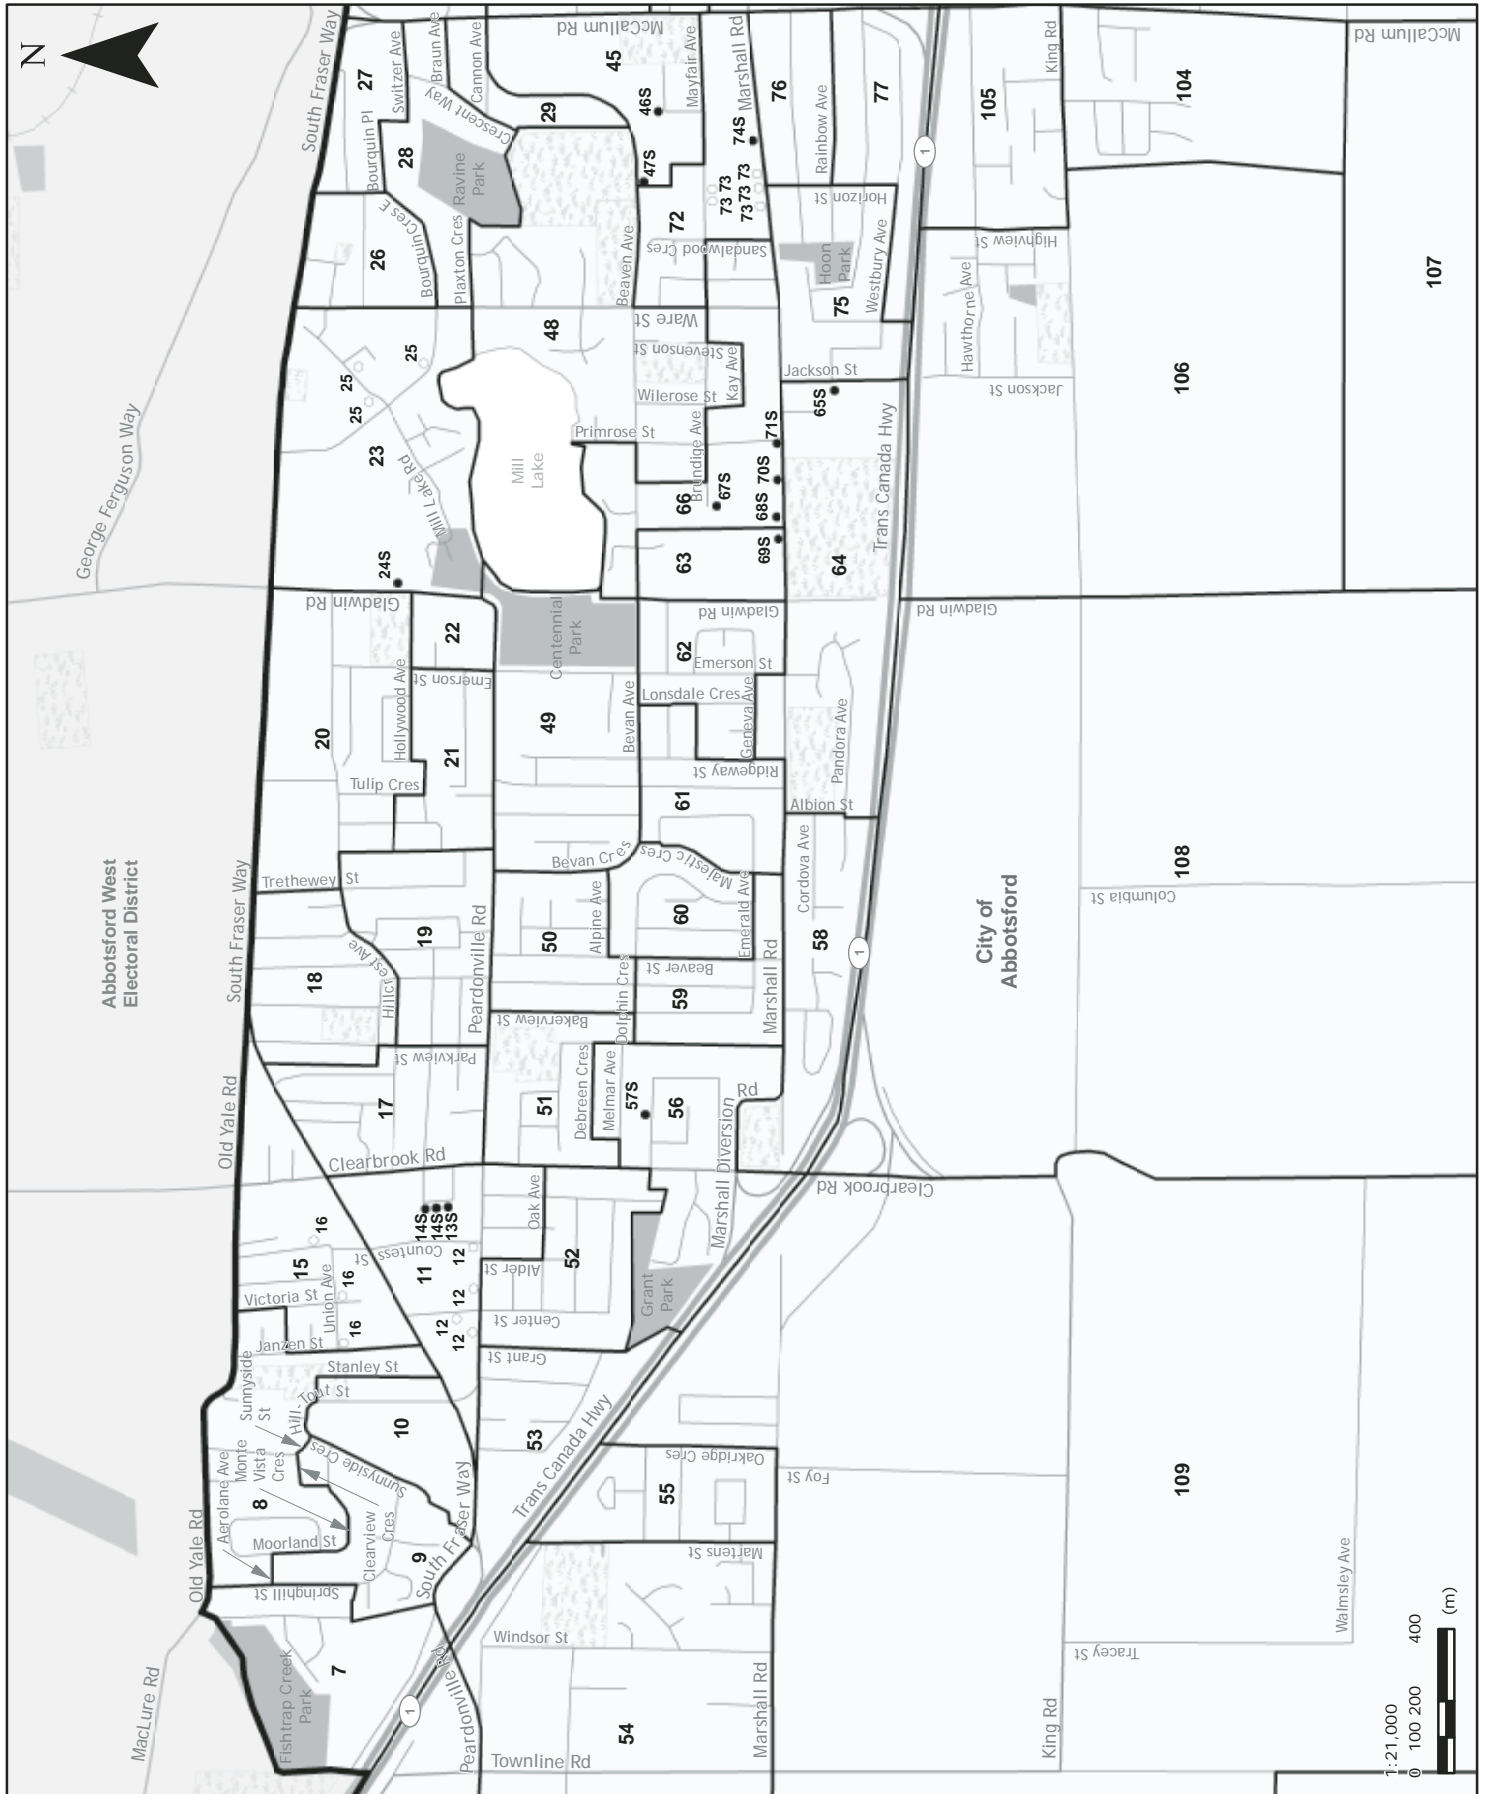 N
Abbotsford West
Electoral District
City of
Abbotsford
MacLure Rd
Old Yale Rd
Old Yale Rd
South Fraser Way
South Fraser Way
George Ferguson Way
Fishtrap Creek
Park
7
Springhill St
Aerolane Ave
Moorland St
8
Monte
Vista
Cres
Sunnyside
St
Hill-Tout St
Sunnyside Cres
Clearview
Cres
9
South Fraser Way
10
Stanley St
Janzen St
Victoria St
Union Ave
15
16
16
16
Countess St
11
12
12
12
12
13S
14S
14S
Clearbrook Rd
17
Parkview St
18
Hillcrest Ave
19
Trethewey St
Peardonville Rd
Tulip Cres
20
Hollywood Ave
21
Emerson St
22
Gladwin Rd
24S
23
Mill Lake Rd
25
25
25
26
Bourquin Cres E
Bourquin Pl
27
Switzer Ave
28
Braun Ave
Cannon Ave
Crescent Way
Ravine
Park
Plaxton Cres
29
McCallum Rd
45
46S
47S
Mayfair Ave
Marshall Rd
Mill
Lake
48
Beaven Ave
Ware St
Stevenson St
Kay Ave
Wilerose St
Primrose St
Brundige Ave
Centennial
Park
49
Bevan Ave
Bevan Cres
Alpine Ave
50
Bakerview St
Dolphin Cres
Debreen Cres
Melmar Ave
51
Oak Ave
Alder St
52
Center St
Grant St
Grant
Park
53
Trans Canada Hwy
Peardonville Rd
1
Windsor St
54
Townline Rd
Marshall Rd
Martens St
55
Oakridge Cres
Marshall Diversion
Rd
56
57S
58
Cordova Ave
Marshall Rd
59
Beaver St
60
Emerald Ave
Majestic Cres
61
Ridgeway St
Geneva Ave
Lonsdale Cres
Emerson St
62
Gladwin Rd
Albion St
Pandora Ave
63
64
65S
66
67S
68S
69S
70S
71S
72
Sandalwood Cres
73
73
73
73
74S
75
Hoon
Park
Westbury Ave
Horizon St
76
Rainbow Ave
77
Jackson St
Trans Canada Hwy
1
1
Gladwin Rd
Clearbrook Rd
Hawthorne Ave
Highview St
Jackson St
King Rd
104
105
106
107
108
109
McCallum Rd
Columbia St
Foy St
King Rd
Tracey St
Walmsley Ave
1:21,000
0 100 200 400
(m)